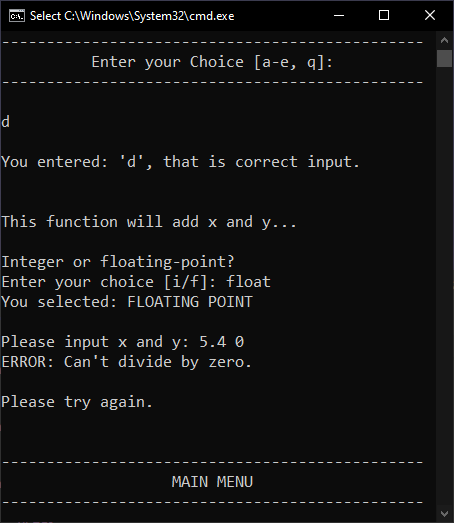 Select C:\Windows\System32\cmd.exe
-----------------------------------------------
Enter your Choice [a-e, q]:
-----------------------------------------------
d
You entered: 'd', that is correct input.
This function will add x and y...
Integer or floating-point?
Enter your choice [i/f]: float
You selected: FLOATING POINT
Please input x and y: 5.4 0
ERROR: Can't divide by zero.
Please try again.
-----------------------------------------------
MAIN MENU
-----------------------------------------------